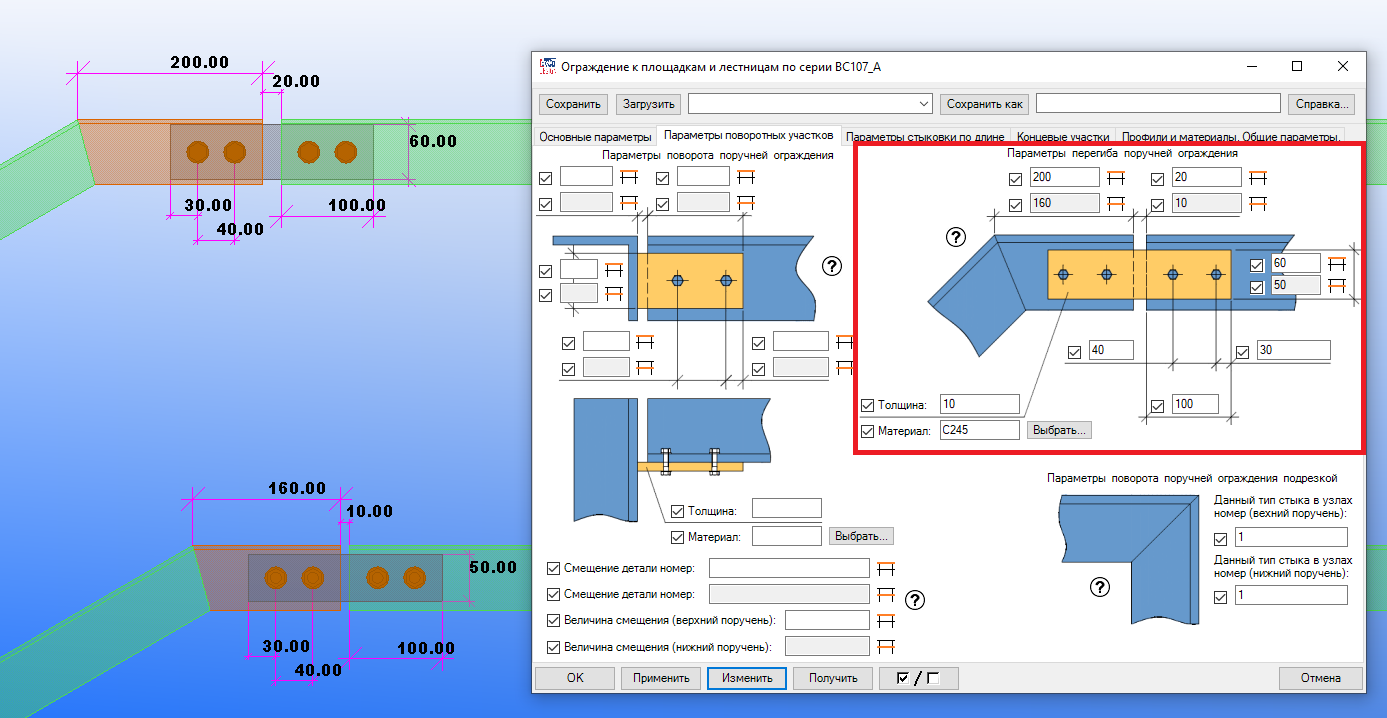 200.00
20.00
60.00
30.00
100.00
40.00
160.00
10.00
50.00
30.00
100.00
40.00
Ограждение к площадкам и лестницам по серии ВС107_А
Сохранить
Загрузить
Сохранить как
Справка...
Основные параметры
Параметры поворотных участков
Параметры стыковки по длине
Концевые участки
Профили и материалы. Общие параметры.
Параметры поворота поручней ограждения
?
Толщина:
Материал:
Выбрать...
Смещение детали номер:
Смещение детали номер:
Величина смещения (верхний поручень):
Величина смещения (нижний поручень):
?
Параметры перегиба поручней ограждения
200
20
160
10
?
60
50
40
30
100
Толщина:
10
Материал:
С245
Выбрать...
Параметры поворота поручней ограждения подрезкой
Данный тип стыка в узлах
номер (вехний поручень):
1
Данный тип стыка в узлах
номер (нижний поручень):
1
?
OK
Применить
Изменить
Получить
/
Отмена